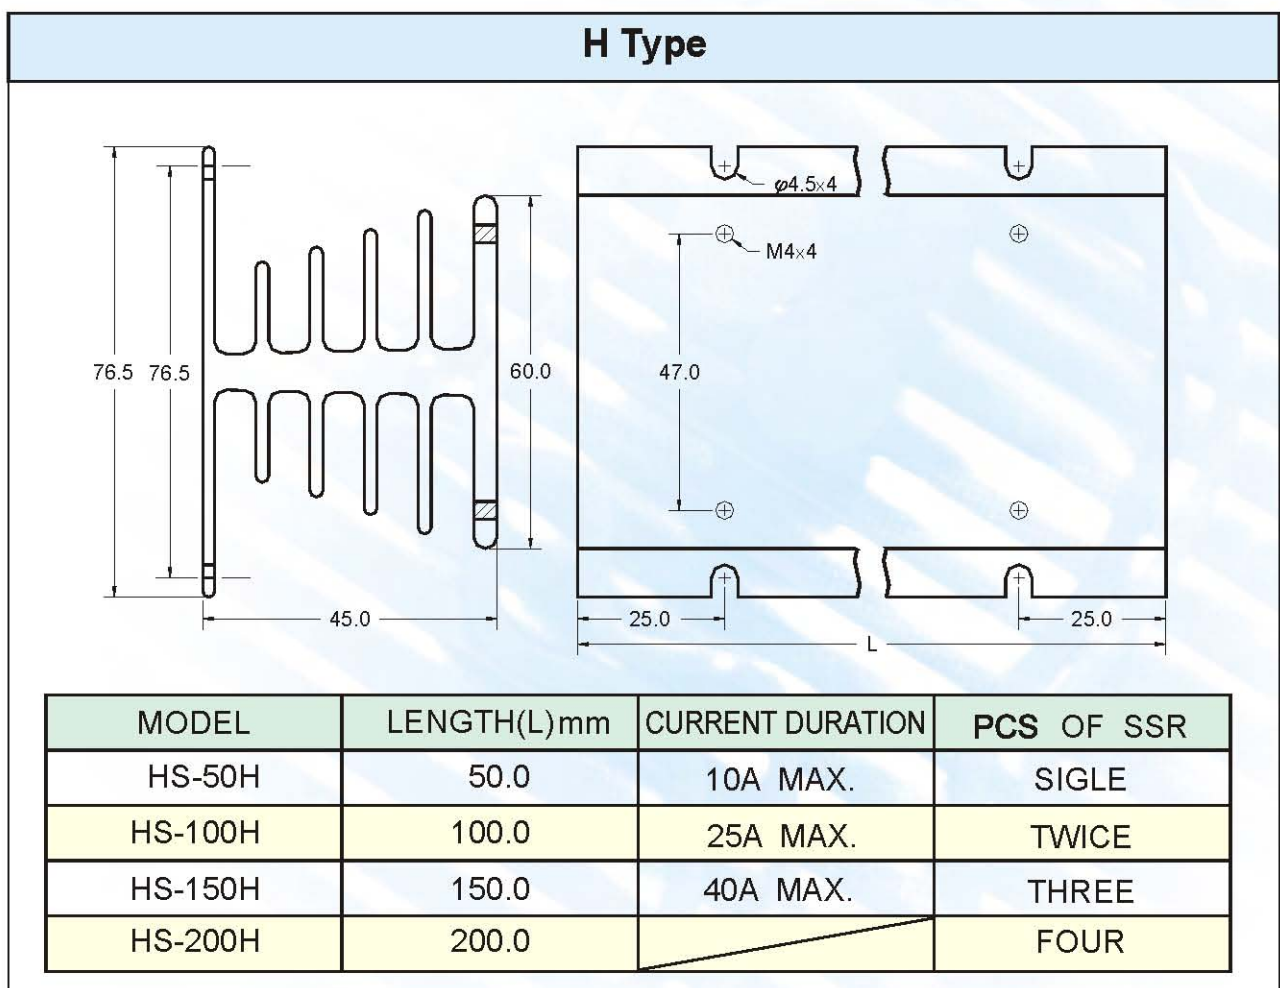 H Type
φ4.5×4
M4×4
76.5 76.5 60.0 47.0
45.0 25.0 25.0
L
MODEL LENGTH(L)mm CURRENT DURATION PCS OF SSR
HS-50H 50.0 10A MAX. SIGLE
HS-100H 100.0 25A MAX. TWICE
HS-150H 150.0 40A MAX. THREE
HS-200H 200.0 FOUR